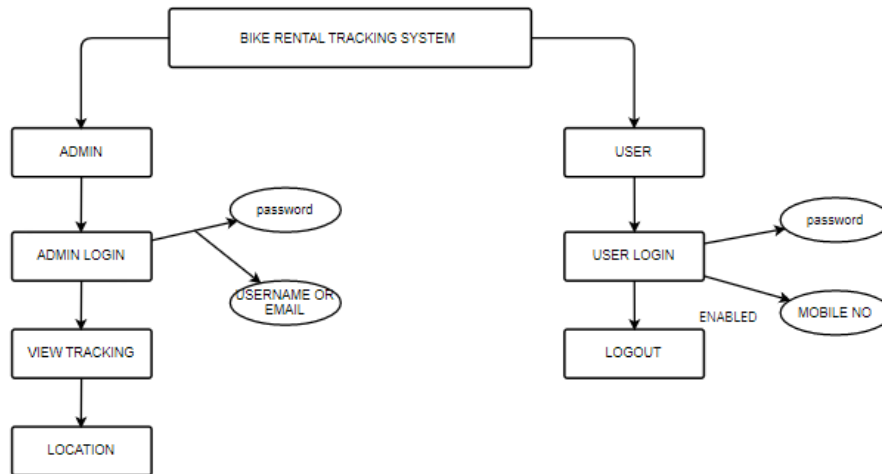 BIKE RENTAL TRACKING SYSTEM
ADMIN
USER
password
password
ADMIN LOGIN
USER LOGIN
USERNAME OR
EMAIL
MOBILE NO
ENABLED
VIEW TRACKING
LOGOUT
LOCATION